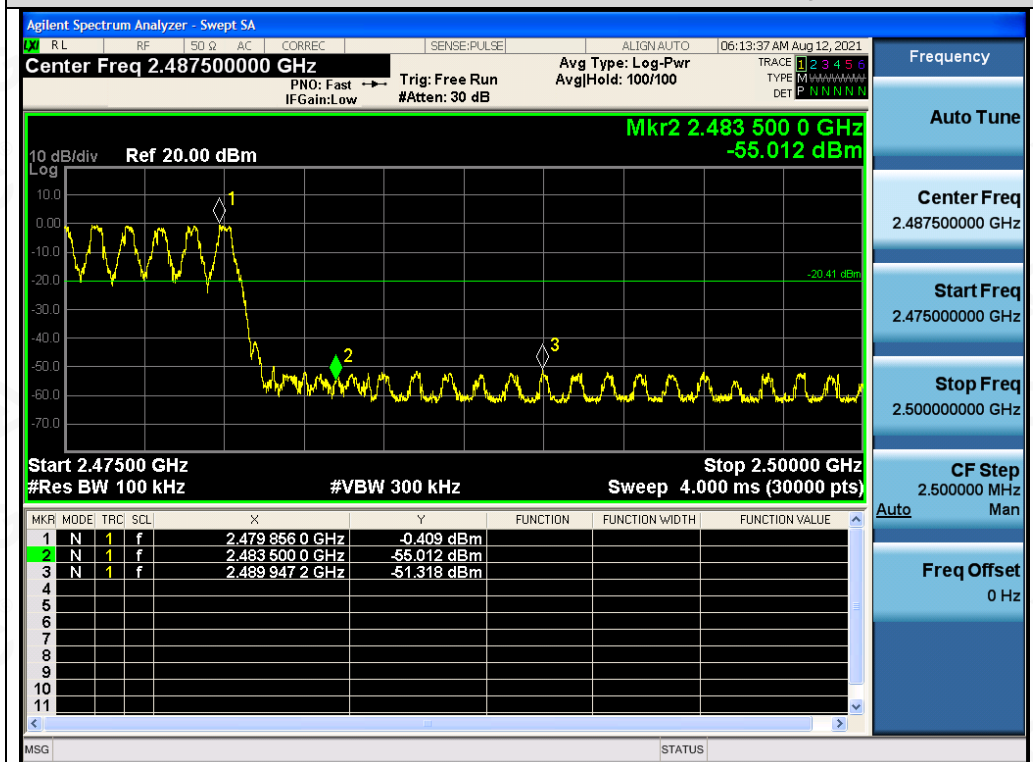 Agilent Spectrum Analyzer - Swept SA
LXI RL RF 50 Ω AC CORREC SENSE:PULSE ALIGN AUTO 06:13:37 AM Aug 12, 2021
Center Freq 2.487500000 GHz
PNO: Fast
IFGain:Low
Trig: Free Run
#Atten: 30 dB
Avg Type: Log-Pwr
Avg|Hold: 100/100
TRACE 1 2 3 4 5 6
TYPE M WWWWW
DET P N N N N N
Mkr2 2.483 500 0 GHz
-55.012 dBm
10 dB/div Ref 20.00 dBm
Log
10.0
0.00
-10.0
-20.0
-30.0
-40.0
-50.0
-60.0
-70.0
1
-20.41 dBm
2
3
Start 2.47500 GHz Stop 2.50000 GHz
#Res BW 100 kHz #VBW 300 kHz Sweep 4.000 ms (30000 pts)
MKR MODE TRC SCL X Y FUNCTION FUNCTION WIDTH FUNCTION VALUE
1 N 1 f 2.479 856 0 GHz -0.409 dBm
2 N 1 f 2.483 500 0 GHz -55.012 dBm
3 N 1 f 2.489 947 2 GHz -51.318 dBm
4
5
6
7
8
9
10
11
MSG STATUS
Frequency
Auto Tune
Center Freq
2.487500000 GHz
Start Freq
2.475000000 GHz
Stop Freq
2.500000000 GHz
CF Step
2.500000 MHz
Auto Man
Freq Offset
0 Hz